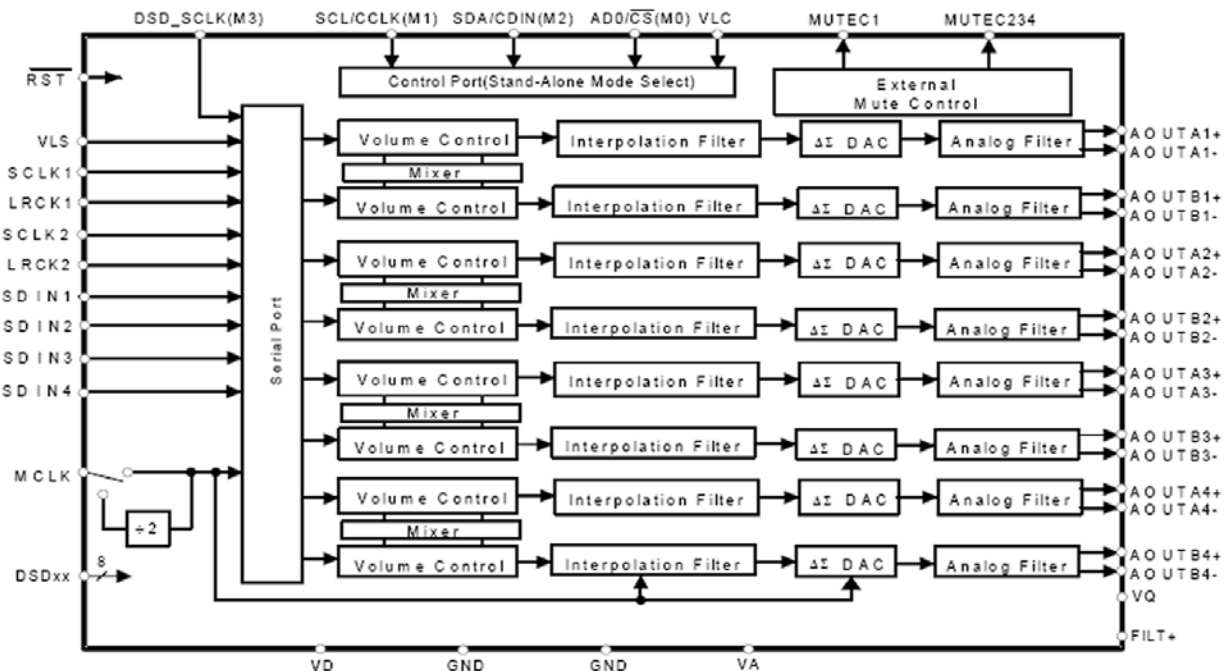 DSD_SCLK(M3) SCL/CCLK(M1) SDA/CDIN(M2) AD0/CS(M0) VLC MUTEC1 MUTEC234
RST
Control Port(Stand-Alone Mode Select)
External
Mute Control
VLS
SCLK1
LRCK1
SCLK2
LRCK2
SDIN1
SDIN2
SDIN3
SDIN4
MCLK
÷2
DSDxx
8
Serial Port
Volume Control Interpolation Filter ΔΣ DAC Analog Filter AOUTA1+
AOUTA1-
Mixer
Volume Control Interpolation Filter ΔΣ DAC Analog Filter AOUTB1+
AOUTB1-
Volume Control Interpolation Filter ΔΣ DAC Analog Filter AOUTA2+
AOUTA2-
Mixer
Volume Control Interpolation Filter ΔΣ DAC Analog Filter AOUTB2+
AOUTB2-
Volume Control Interpolation Filter ΔΣ DAC Analog Filter AOUTA3+
AOUTA3-
Mixer
Volume Control Interpolation Filter ΔΣ DAC Analog Filter AOUTB3+
AOUTB3-
Volume Control Interpolation Filter ΔΣ DAC Analog Filter AOUTA4+
AOUTA4-
Mixer
Volume Control Interpolation Filter ΔΣ DAC Analog Filter AOUTB4+
AOUTB4-
VQ
FILT+
VD GND GND VA